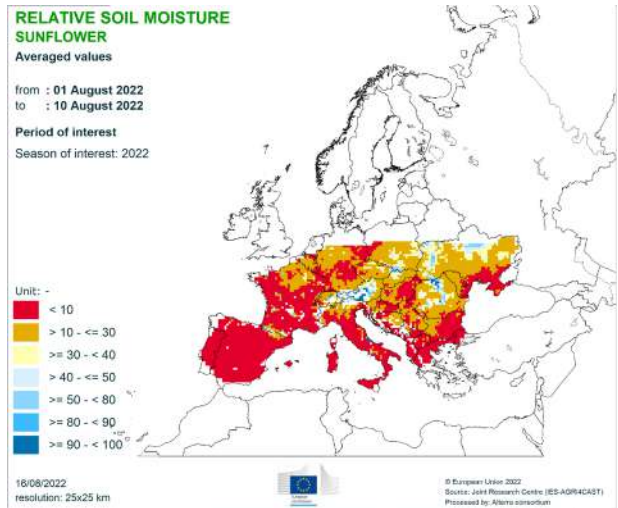 RELATIVE SOIL MOISTURE
SUNFLOWER
Averaged values
from : 01 August 2022
to : 10 August 2022
Period of interest
Season of interest: 2022
Unit: -
< 10
> 10 - <= 30
>= 30 - < 40
> 40 - <= 50
>= 50 - < 80
>= 80 - < 90
>= 90 - < 100
16/08/2022
resolution: 25x25 km
© European Union 2022
Source: Joint Research Centre (IES-AGRI4CAST)
Processed by: Alterra consortium